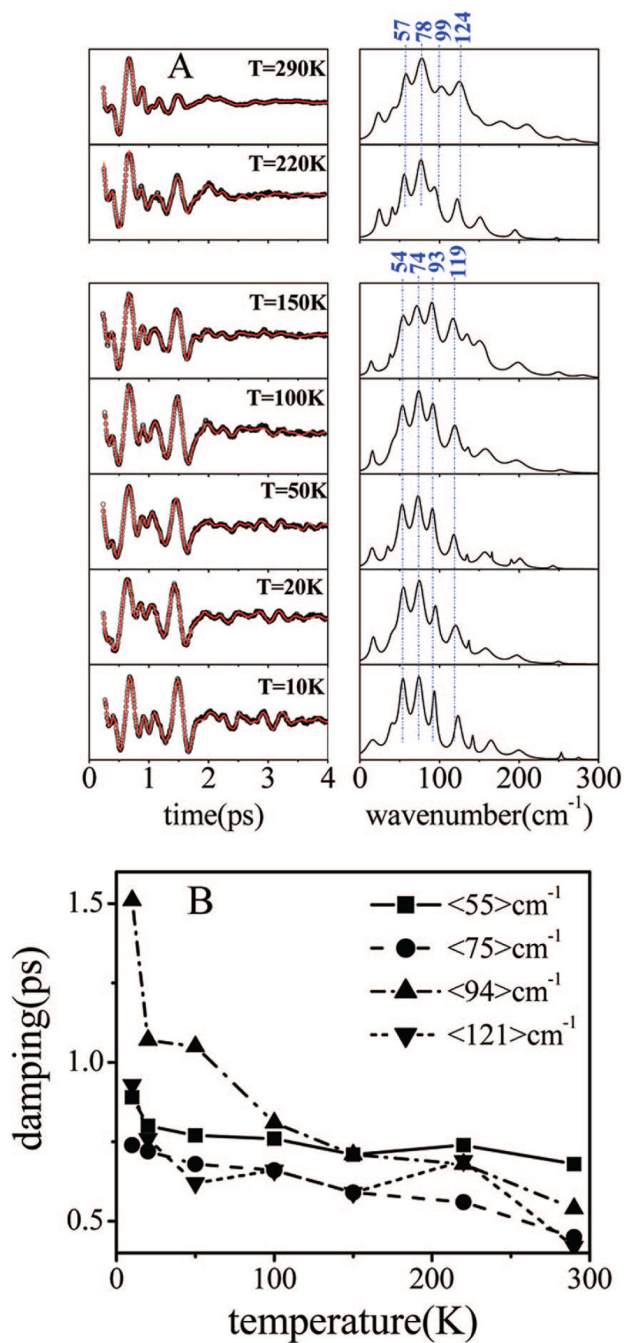 57 78 99 124
A
T=290K
T=220K
54 74 93 119
T=150K
T=100K
T=50K
T=20K
T=10K
0 1 2 3 4
0 100 200 300
time(ps)
wavenumber(cm⁻¹)
B
<55>cm⁻¹
<75>cm⁻¹
<94>cm⁻¹
<121>cm⁻¹
1.5
1.0
0.5
damping(ps)
0 100 200 300
temperature(K)